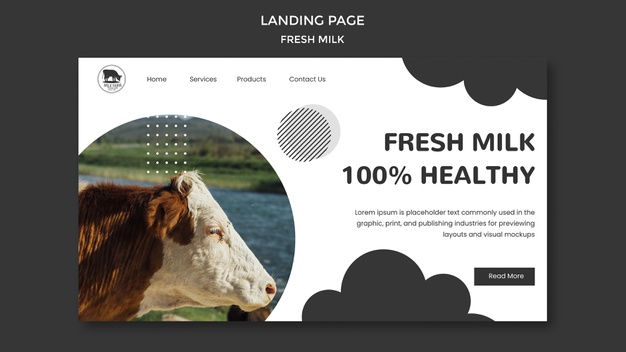 LANDING PAGE
FRESH MILK
Home Services Products Contact Us
FRESH MILK
100% HEALTHY
Lorem ipsum is placeholder text commonly used in the
graphic, print, and publishing industries for previewing
layouts and visual mockups
Read More